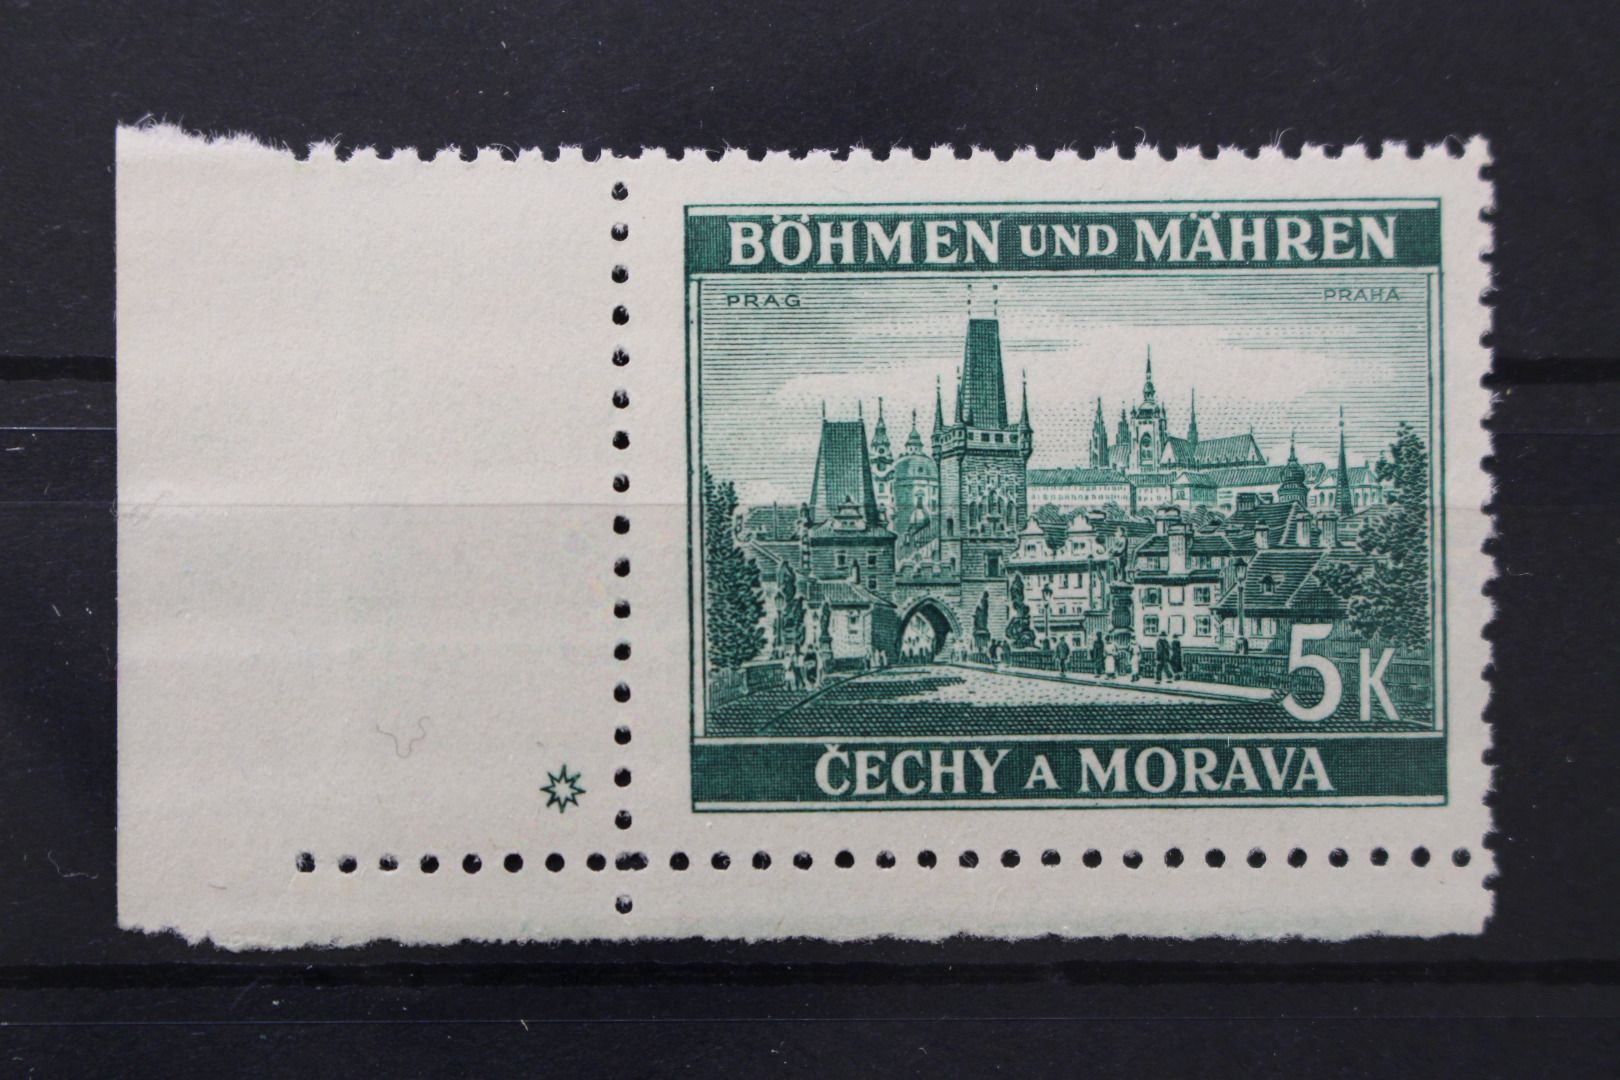 BÖHMEN UND MÄHREN
PRAG PRAHA
5K
ČECHY A MORAVA